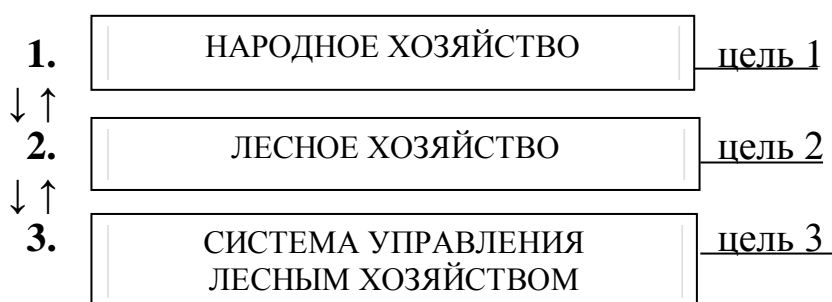 1. НАРОДНОЕ ХОЗЯЙСТВО цель 1
↓ ↑
2. ЛЕСНОЕ ХОЗЯЙСТВО цель 2
↓ ↑
3. СИСТЕМА УПРАВЛЕНИЯ цель 3
ЛЕСНЫМ ХОЗЯЙСТВОМ